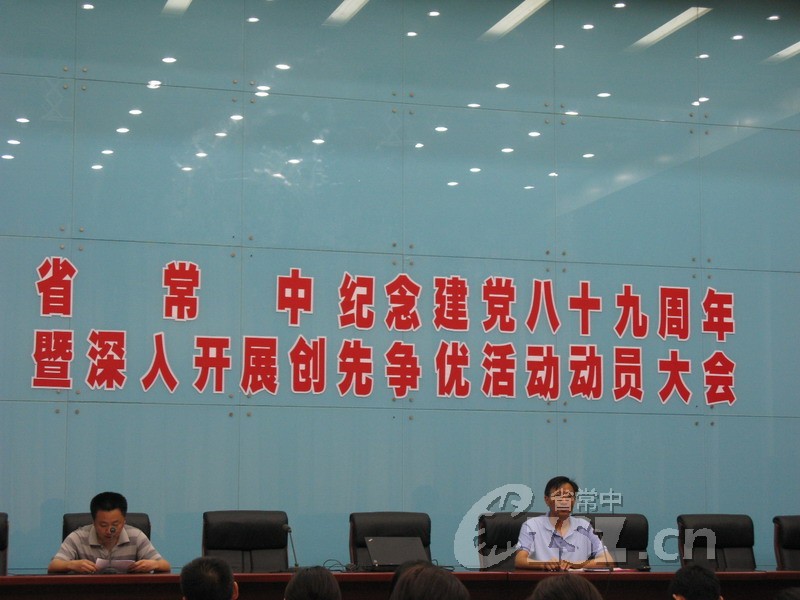 省常中纪念建党八十九周年
暨深入开展创先争优活动动员大会
省常中
.cn